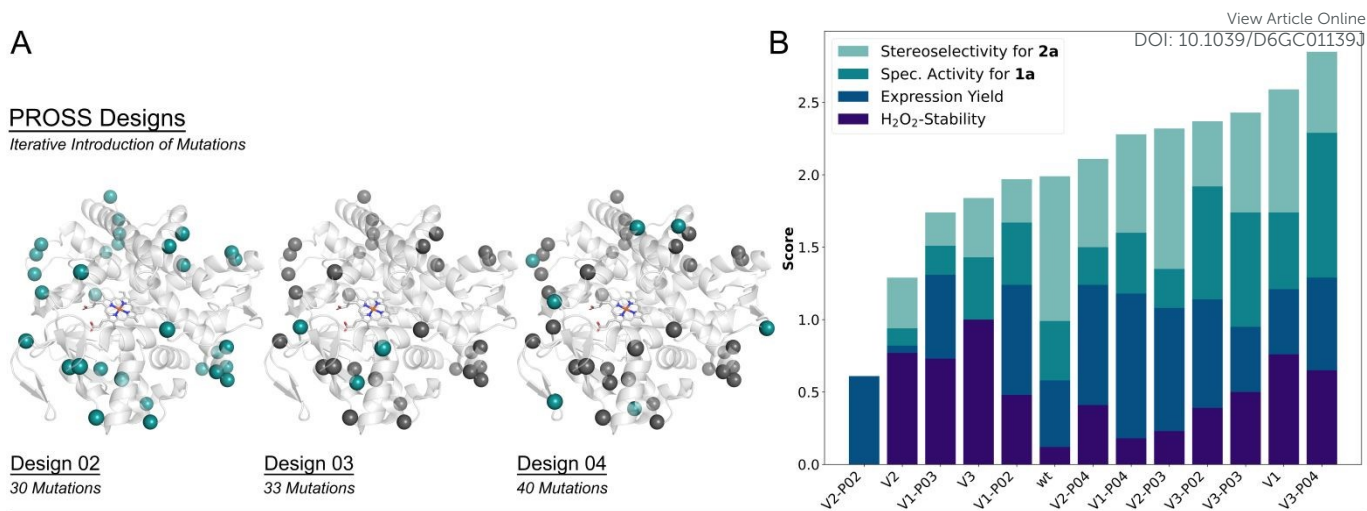 View Article Online
DOI: 10.1039/D6GC01139J
A
PROSS Designs
Iterative Introduction of Mutations
Design 02
30 Mutations
Design 03
33 Mutations
Design 04
40 Mutations
B
Stereoselectivity for 2a
Spec. Activity for 1a
Expression Yield
H₂O₂-Stability
Score
2.5
2.0
1.5
1.0
0.5
0.0
V2-P02
V2
V1-P03
V3
V1-P02
wt
V2-P04
V1-P04
V2-P03
V3-P02
V3-P03
V1
V3-P04